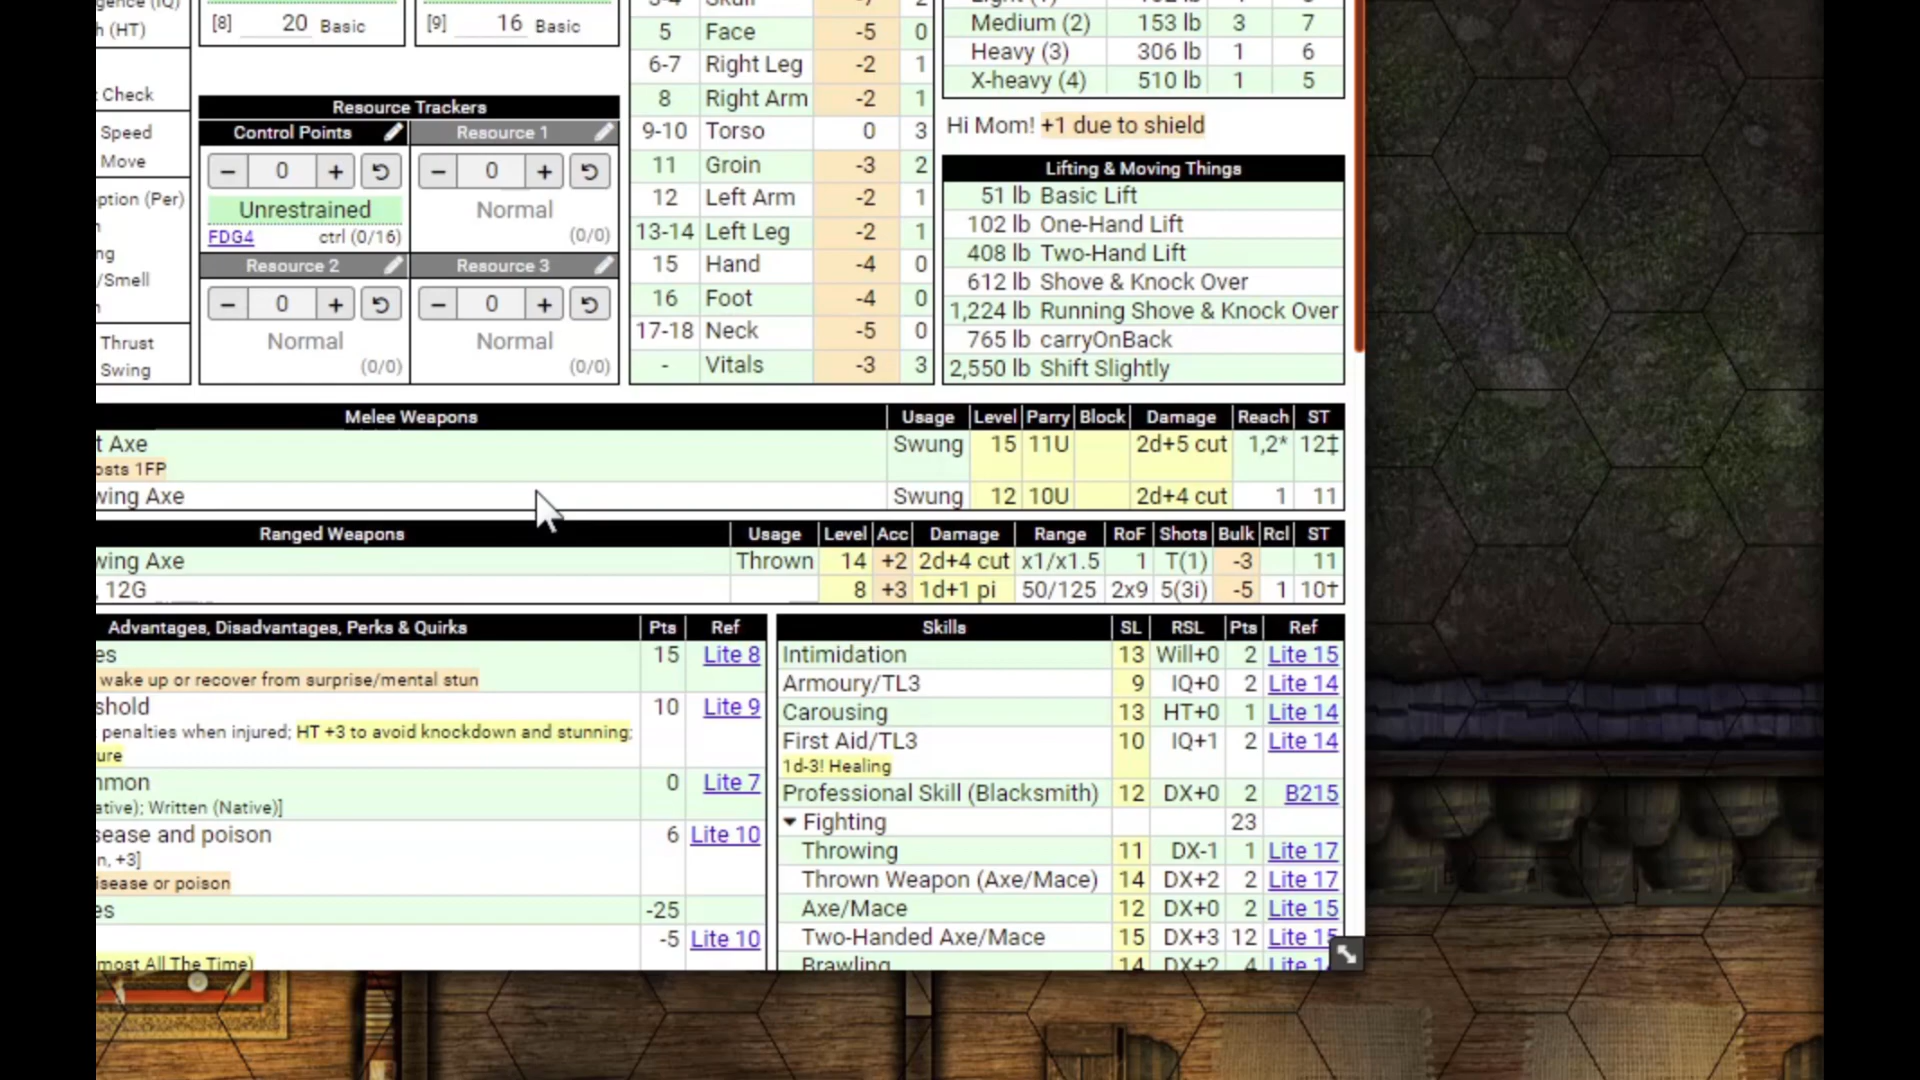 gence (IQ)
h (HT)
: Check
Speed
Move
ption (Per)
n
ng
/Smell
n
Thrust
Swing
[8] 20 Basic
[9] 16 Basic
Resource Trackers
Control Points
− 0 +
Unrestrained
FDG4 ctrl (0/16)
Resource 1
− 0 +
Normal
(0/0)
Resource 2
− 0 +
Normal
(0/0)
Resource 3
− 0 +
Normal
(0/0)
3-4 Skull -7 2
5 Face -5 0
6-7 Right Leg -2 1
8 Right Arm -2 1
9-10 Torso 0 3
11 Groin -3 2
12 Left Arm -2 1
13-14 Left Leg -2 1
15 Hand -4 0
16 Foot -4 0
17-18 Neck -5 0
- Vitals -3 3
Medium (2) 153 lb 3 7
Heavy (3) 306 lb 1 6
X-heavy (4) 510 lb 1 5
Hi Mom! +1 due to shield
Lifting & Moving Things
51 lb Basic Lift
102 lb One-Hand Lift
408 lb Two-Hand Lift
612 lb Shove & Knock Over
1,224 lb Running Shove & Knock Over
765 lb carryOnBack
2,550 lb Shift Slightly
Melee Weapons Usage Level Parry Block Damage Reach ST
t Axe Swung 15 11U 2d+5 cut 1,2* 12‡
osts 1FP
wing Axe Swung 12 10U 2d+4 cut 1 11
Ranged Weapons Usage Level Acc Damage Range RoF Shots Bulk Rcl ST
wing Axe Thrown 14 +2 2d+4 cut x1/x1.5 1 T(1) -3 11
, 12G 8 +3 1d+1 pi 50/125 2x9 5(3i) -5 1 10†
Advantages, Disadvantages, Perks & Quirks Pts Ref
es 15 Lite 8
wake up or recover from surprise/mental stun
shold 10 Lite 9
penalties when injured; HT +3 to avoid knockdown and stunning;
ure
nmon 0 Lite 7
ative); Written (Native)]
sease and poison 6 Lite 10
n, +3]
isease or poison
es -25
-5 Lite 10
most All The Time)
Skills SL RSL Pts Ref
Intimidation 13 Will+0 2 Lite 15
Armoury/TL3 9 IQ+0 2 Lite 14
Carousing 13 HT+0 1 Lite 14
First Aid/TL3 10 IQ+1 2 Lite 14
1d-3! Healing
Professional Skill (Blacksmith) 12 DX+0 2 B215
Fighting 23
Throwing 11 DX-1 1 Lite 17
Thrown Weapon (Axe/Mace) 14 DX+2 2 Lite 17
Axe/Mace 12 DX+0 2 Lite 15
Two-Handed Axe/Mace 15 DX+3 12 Lite 15
Brawling 14 DX+2 4 Lite 1